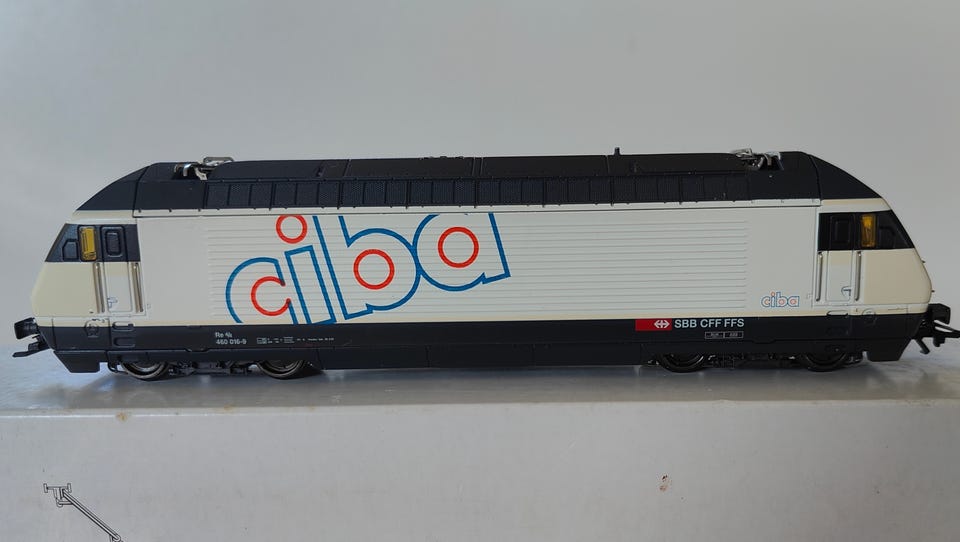 ciba
ciba
Re 4/4
460 016-9
SBB CFF FFS